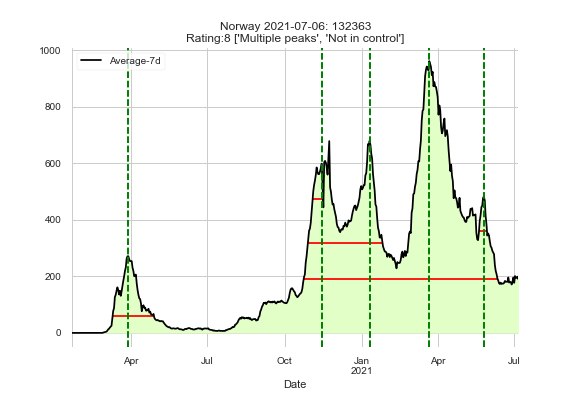 Norway 2021-07-06: 132363
Rating:8 ['Multiple peaks', 'Not in control']
Average-7d
1000
800
600
400
200
0
Apr
Jul
Oct
Jan
2021
Apr
Jul
Date